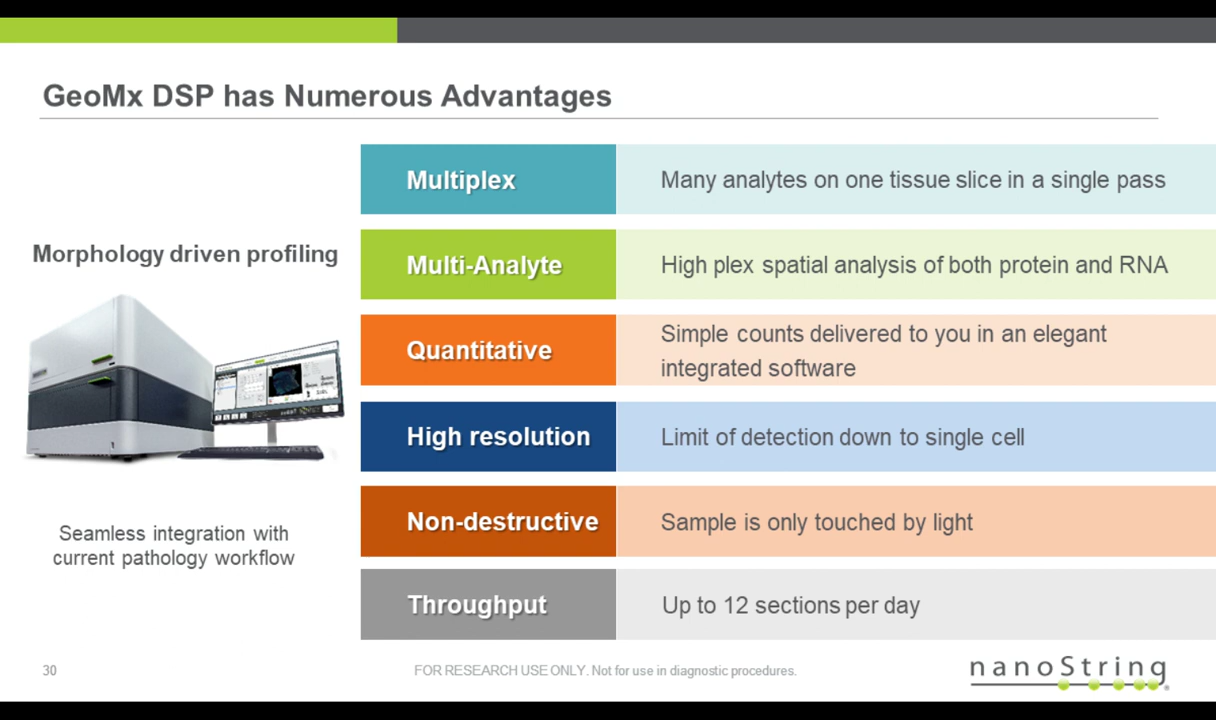 GeoMx DSP has Numerous Advantages
Morphology driven profiling
Seamless integration with
current pathology workflow
Multiplex
Many analytes on one tissue slice in a single pass
Multi-Analyte
High plex spatial analysis of both protein and RNA
Quantitative
Simple counts delivered to you in an elegant
integrated software
High resolution
Limit of detection down to single cell
Non-destructive
Sample is only touched by light
Throughput
Up to 12 sections per day
30
FOR RESEARCH USE ONLY. Not for use in diagnostic procedures.
nanoString®